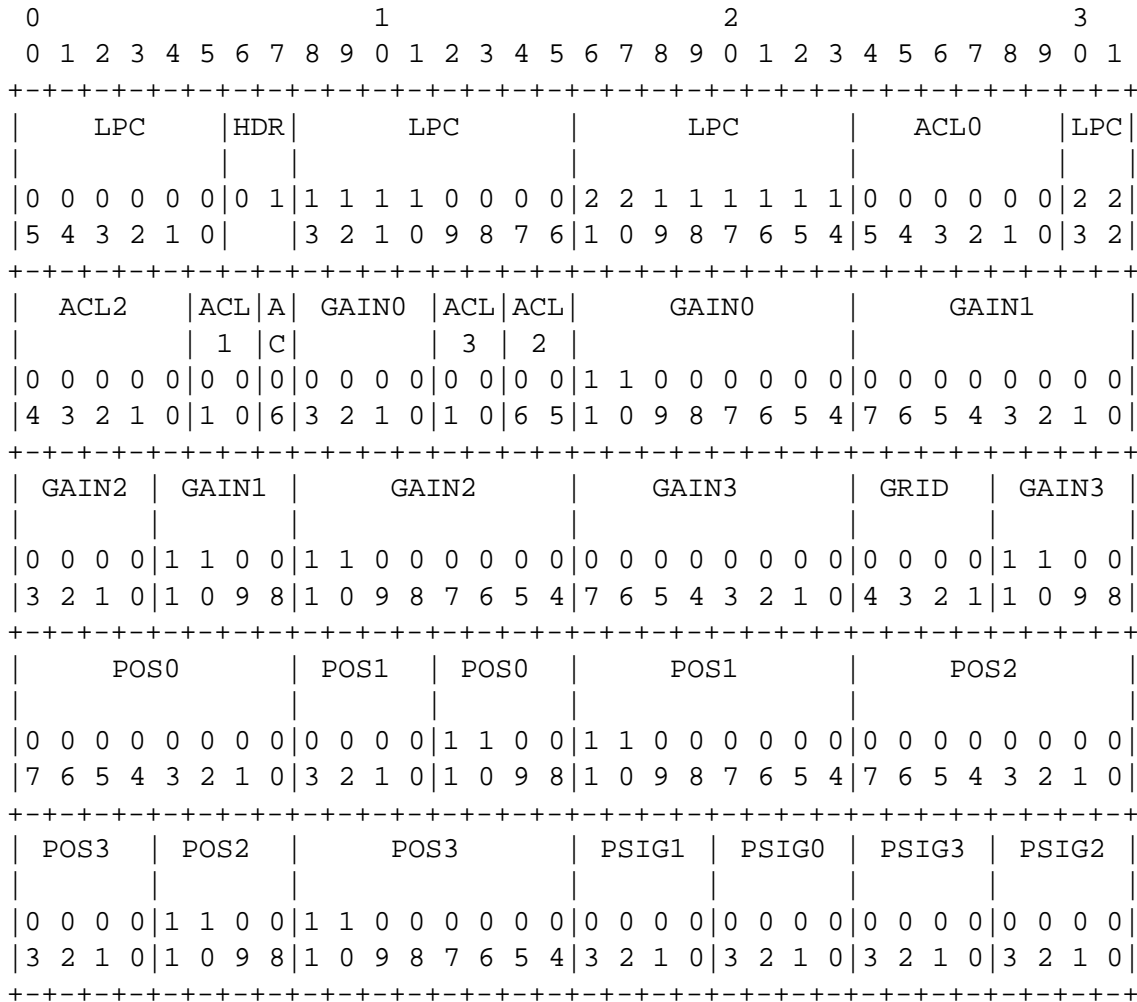 0                   1                   2                   3
 0 1 2 3 4 5 6 7 8 9 0 1 2 3 4 5 6 7 8 9 0 1 2 3 4 5 6 7 8 9 0 1
+-+-+-+-+-+-+-+-+-+-+-+-+-+-+-+-+-+-+-+-+-+-+-+-+-+-+-+-+-+-+-+-+
|    LPC    |HDR|      LPC      |      LPC      |   ACL0    |LPC|
|           |   |               |               |           |   |
|0 0 0 0 0 0|0 1|1 1 1 1 0 0 0 0|2 2 1 1 1 1 1 1|0 0 0 0 0 0|2 2|
|5 4 3 2 1 0|   |3 2 1 0 9 8 7 6|1 0 9 8 7 6 5 4|5 4 3 2 1 0|3 2|
+-+-+-+-+-+-+-+-+-+-+-+-+-+-+-+-+-+-+-+-+-+-+-+-+-+-+-+-+-+-+-+-+
|  ACL2   |ACL|A| GAIN0 |ACL|ACL|     GAIN0     |     GAIN1     |
|         | 1 |C|       | 3 | 2 |               |               |
|0 0 0 0 0|0 0|0|0 0 0 0|0 0|0 0|1 1 0 0 0 0 0 0|0 0 0 0 0 0 0 0|
|4 3 2 1 0|1 0|6|3 2 1 0|1 0|6 5|1 0 9 8 7 6 5 4|7 6 5 4 3 2 1 0|
+-+-+-+-+-+-+-+-+-+-+-+-+-+-+-+-+-+-+-+-+-+-+-+-+-+-+-+-+-+-+-+-+
| GAIN2 | GAIN1 |     GAIN2     |    GAIN3      | GRID  | GAIN3 |
|       |       |               |               |       |       |
|0 0 0 0|1 1 0 0|1 1 0 0 0 0 0 0|0 0 0 0 0 0 0 0|0 0 0 0|1 1 0 0|
|3 2 1 0|1 0 9 8|1 0 9 8 7 6 5 4|7 6 5 4 3 2 1 0|4 3 2 1|1 0 9 8|
+-+-+-+-+-+-+-+-+-+-+-+-+-+-+-+-+-+-+-+-+-+-+-+-+-+-+-+-+-+-+-+-+
|      POS0     | POS1  | POS0  |     POS1      |     POS2      |
|               |       |       |               |               |
|0 0 0 0 0 0 0 0|0 0 0 0|1 1 0 0|1 1 0 0 0 0 0 0|0 0 0 0 0 0 0 0|
|7 6 5 4 3 2 1 0|3 2 1 0|1 0 9 8|1 0 9 8 7 6 5 4|7 6 5 4 3 2 1 0|
+-+-+-+-+-+-+-+-+-+-+-+-+-+-+-+-+-+-+-+-+-+-+-+-+-+-+-+-+-+-+-+-+
| POS3  | POS2  |     POS3      | PSIG1 | PSIG0 | PSIG3 | PSIG2 |
|       |       |               |       |       |       |       |
|0 0 0 0|1 1 0 0|1 1 0 0 0 0 0 0|0 0 0 0|0 0 0 0|0 0 0 0|0 0 0 0|
|3 2 1 0|1 0 9 8|1 0 9 8 7 6 5 4|3 2 1 0|3 2 1 0|3 2 1 0|3 2 1 0|
+-+-+-+-+-+-+-+-+-+-+-+-+-+-+-+-+-+-+-+-+-+-+-+-+-+-+-+-+-+-+-+-+